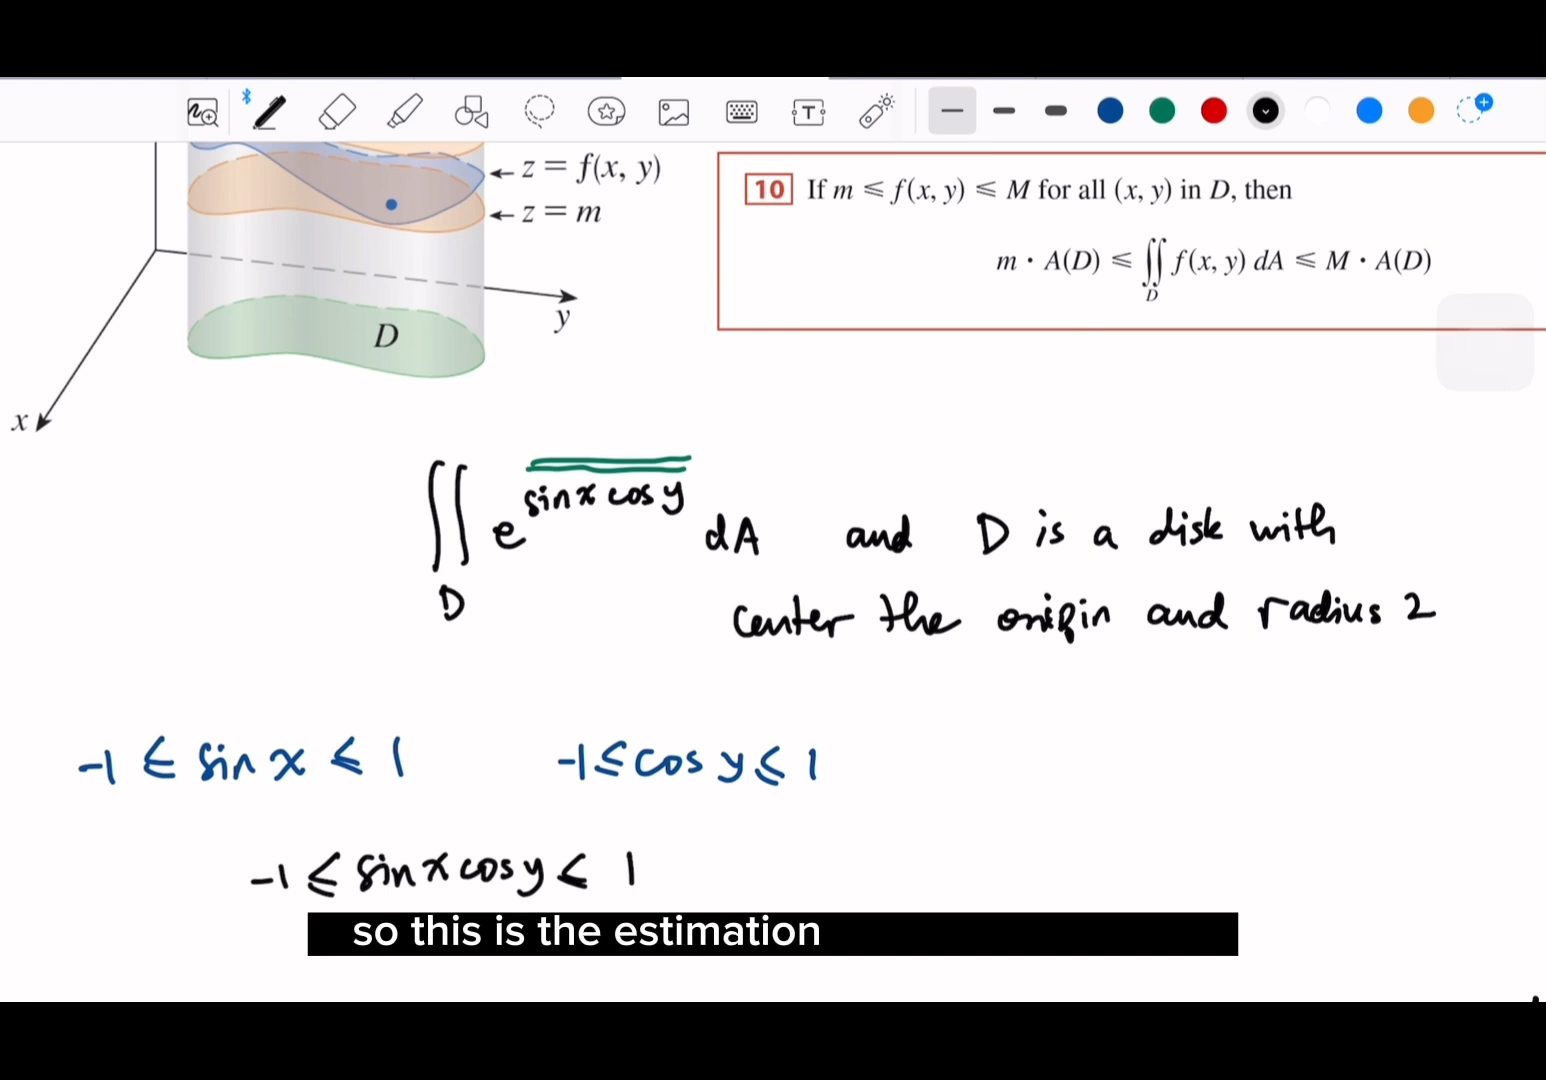 z = f(x, y)
z = m
D
y
x
10 If m ⩽ f(x, y) ⩽ M for all (x, y) in D, then
m · A(D) ⩽ ∬_D f(x, y) dA ⩽ M · A(D)
∬_D e^{sin x cos y} dA and D is a disk with
center the origin and radius 2
-1 ≤ sin x ≤ 1 -1 ≤ cos y ≤ 1
-1 ≤ sin x cos y ≤ 1
so this is the estimation